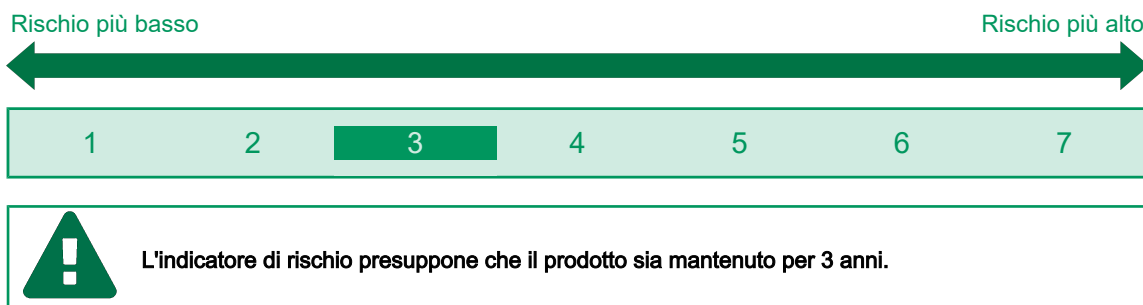 Rischio più basso Rischio più alto
1 2 3 4 5 6 7
L'indicatore di rischio presuppone che il prodotto sia mantenuto per 3 anni.